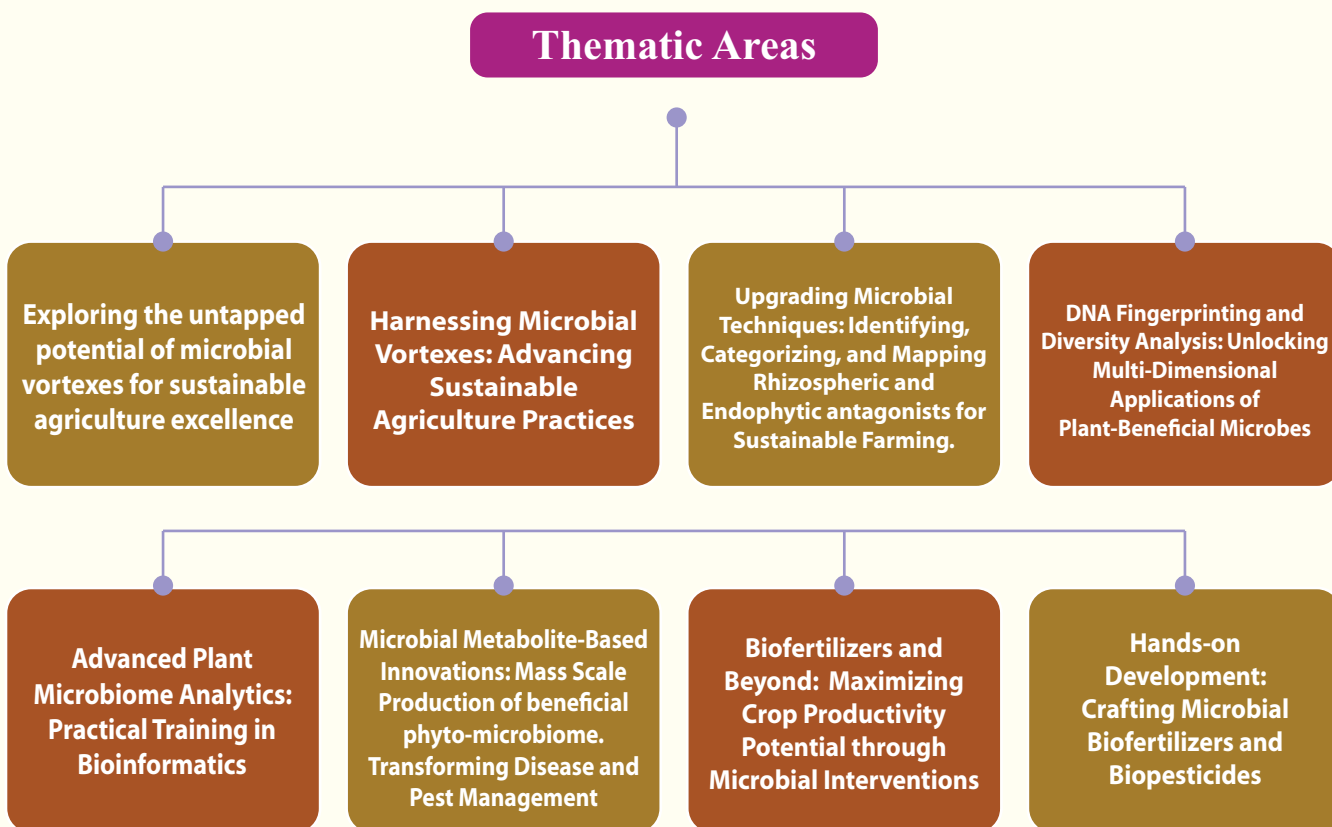 Thematic Areas
Exploring the untapped
potential of microbial
vortexes for sustainable
agriculture excellence
Harnessing Microbial
Vortexes: Advancing
Sustainable
Agriculture Practices
Upgrading Microbial
Techniques: Identifying,
Categorizing, and Mapping
Rhizospheric and
Endophytic antagonists for
Sustainable Farming.
DNA Fingerprinting and
Diversity Analysis: Unlocking
Multi-Dimensional
Applications of
Plant-Beneficial Microbes
Advanced Plant
Microbiome Analytics:
Practical Training in
Bioinformatics
Microbial Metabolite-Based
Innovations: Mass Scale
Production of beneficial
phyto-microbiome.
Transforming Disease and
Pest Management
Biofertilizers and
Beyond: Maximizing
Crop Productivity
Potential through
Microbial Interventions
Hands-on
Development:
Crafting Microbial
Biofertilizers and
Biopesticides